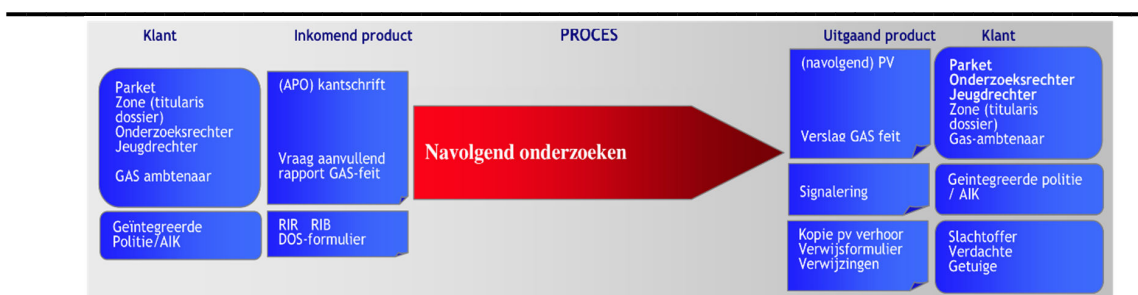 Klant
Inkomend product
PROCES
Uitgaand product
Klant
Parket
Zone (titularis
dossier)
Onderzoeksrechter
Jeugdrechter
GAS ambtenaar
Geïntegreerde
Politie/AIK
(APO) kantschrift
Vraag aanvullend
rapport GAS-feit
RIR RIB
DOS-formulier
Navolgend onderzoeken
(navolgend) PV
Verslag GAS feit
Signalering
Kopie pv verhoor
Verwijsformulier
Verwijzingen
Parket
Onderzoeksrechter
Jeugdrechter
Zone (titularis
dossier)
Gas-ambtenaar
Geintegreerde politie
/ AIK
Slachtoffer
Verdachte
Getuige